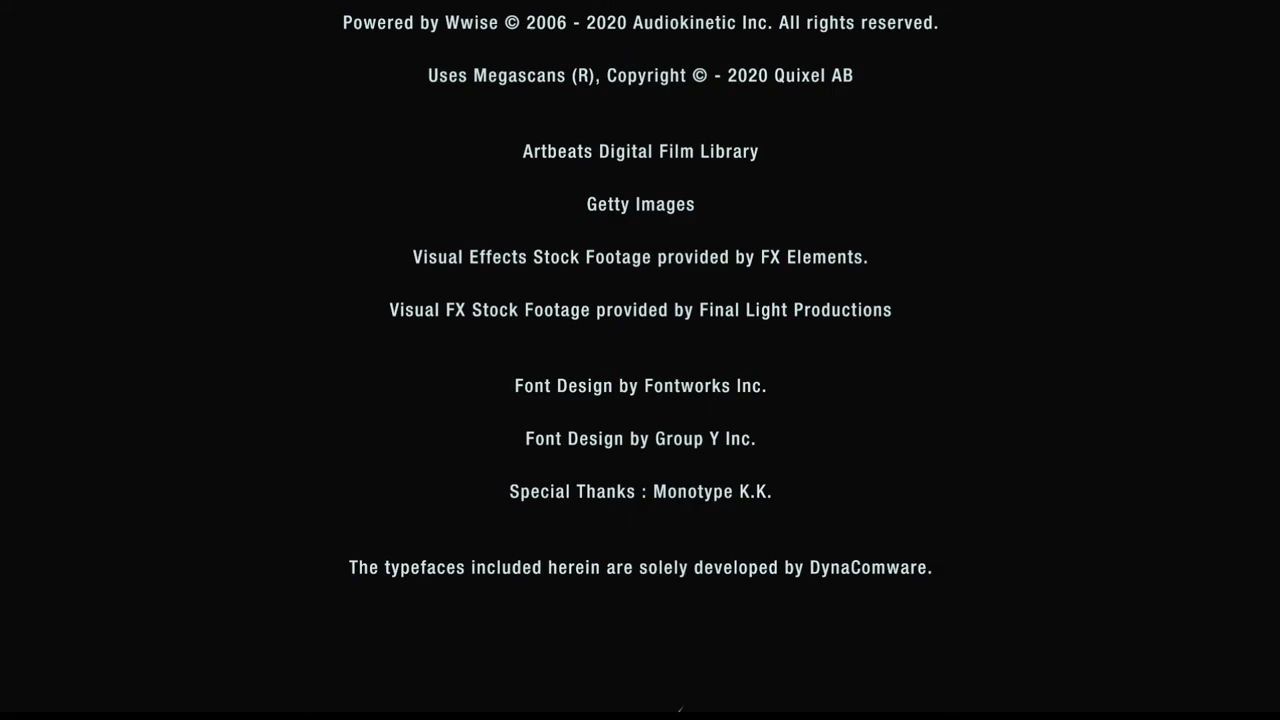 Powered by Wwise © 2006 - 2020 Audiokinetic Inc. All rights reserved.
Uses Megascans (R), Copyright © - 2020 Quixel AB
Artbeats Digital Film Library
Getty Images
Visual Effects Stock Footage provided by FX Elements.
Visual FX Stock Footage provided by Final Light Productions
Font Design by Fontworks Inc.
Font Design by Group Y Inc.
Special Thanks : Monotype K.K.
The typefaces included herein are solely developed by DynaComware.